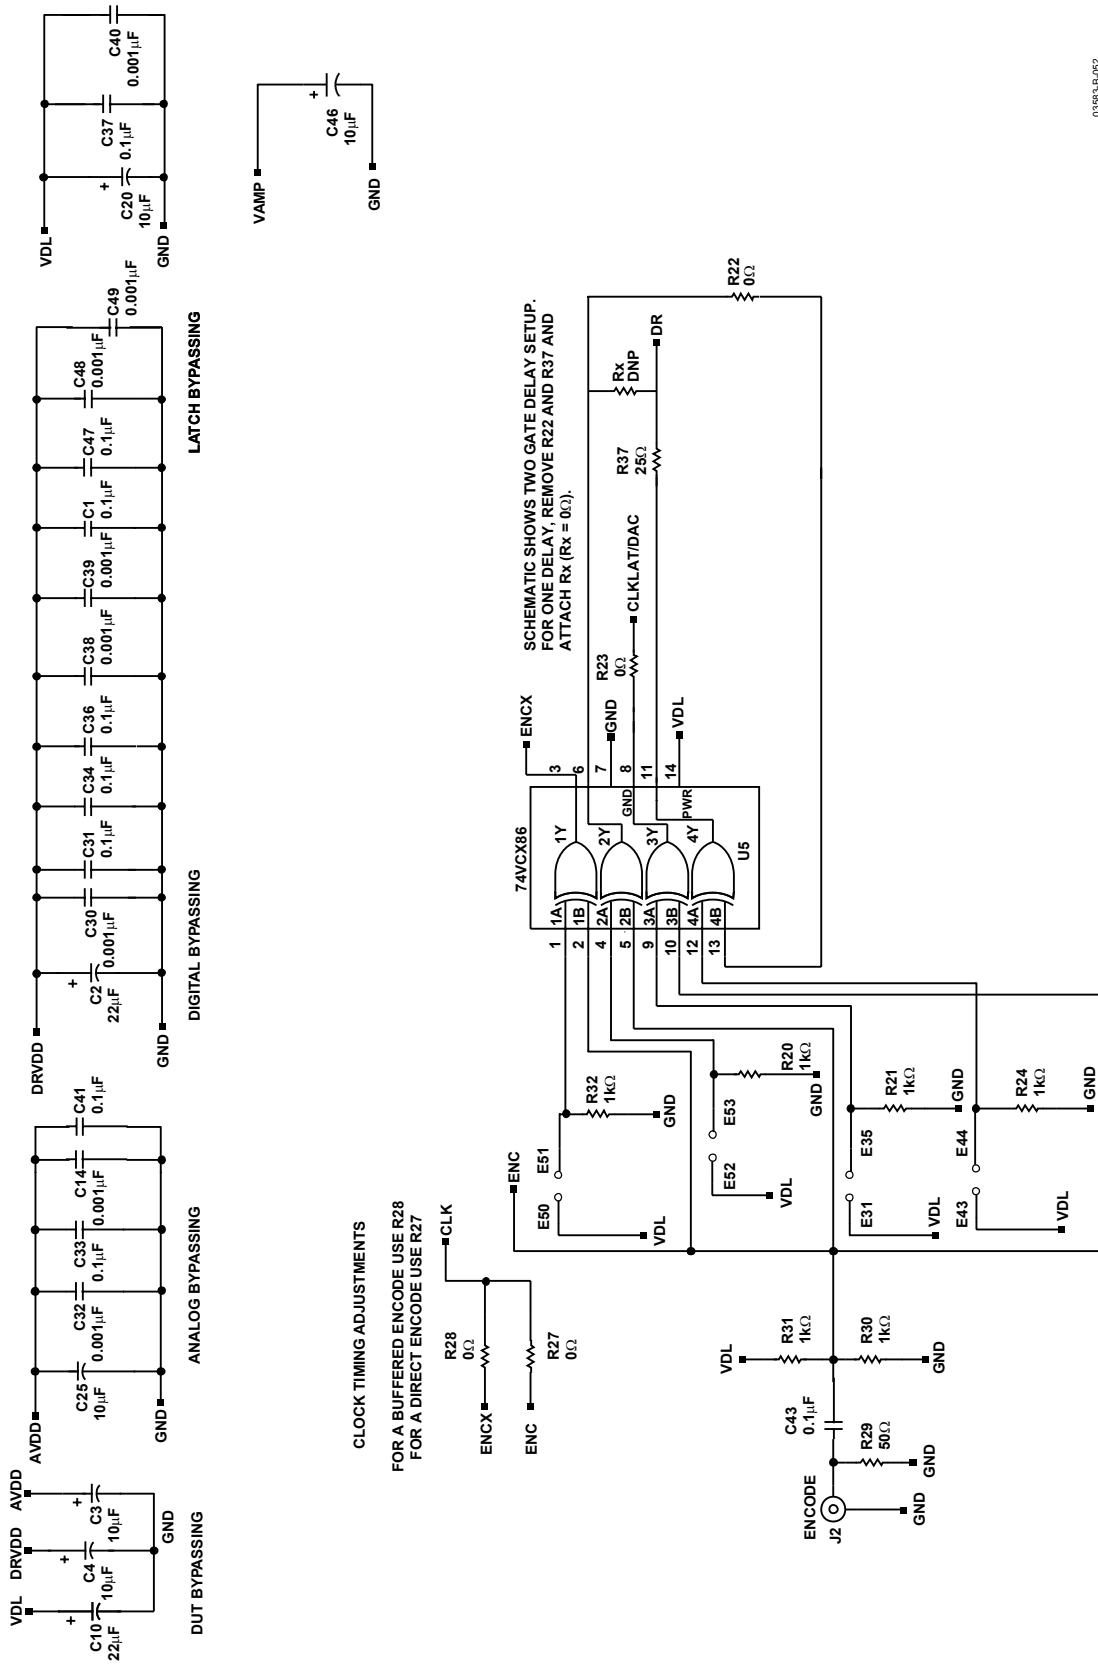 VDL
C10
22µF
DRVDD
C4
10µF
AVDD
C3
10µF
GND
DUT BYPASSING
AVDD
GND
C25
10µF
C32
0.001µF
C33
0.1µF
C14
0.001µF
C41
0.1µF
ANALOG BYPASSING
DRVDD
GND
C2
22µF
C30
0.001µF
C31
0.1µF
C34
0.1µF
C36
0.1µF
C38
0.001µF
C39
0.001µF
C1
0.1µF
C47
0.1µF
C48
0.001µF
C49
0.001µF
DIGITAL BYPASSING
LATCH BYPASSING
VDL
GND
C20
10µF
C37
0.1µF
C40
0.001µF
VAMP
GND
C46
10µF
CLOCK TIMING ADJUSTMENTS
FOR A BUFFERED ENCODE USE R28
FOR A DIRECT ENCODE USE R27
ENCX
R28
0Ω
ENC
R27
0Ω
CLK
SCHEMATIC SHOWS TWO GATE DELAY SETUP.
FOR ONE DELAY, REMOVE R22 AND R37 AND
ATTACH Rx (Rx = 0Ω).
ENCODE
J2
GND
R29
50Ω
GND
C43
0.1µF
VDL
R31
1kΩ
R30
1kΩ
GND
ENC
E50
E51
VDL
R32
1kΩ
GND
E52
E53
VDL
R20
1kΩ
GND
E31
E35
VDL
R21
1kΩ
GND
E43
E44
VDL
R24
1kΩ
GND
74VCX86
U5
1
1A
2
1B
4
2A
5
2B
9
3A
10
3B
12
4A
13
4B
1Y
2Y
3Y
4Y
GND
PWR
3
6
7
8
11
14
ENCX
GND
VDL
R23
0Ω
CLKLAT/DAC
R37
25Ω
Rx
DNP
DR
R22
0Ω
03583-B-052